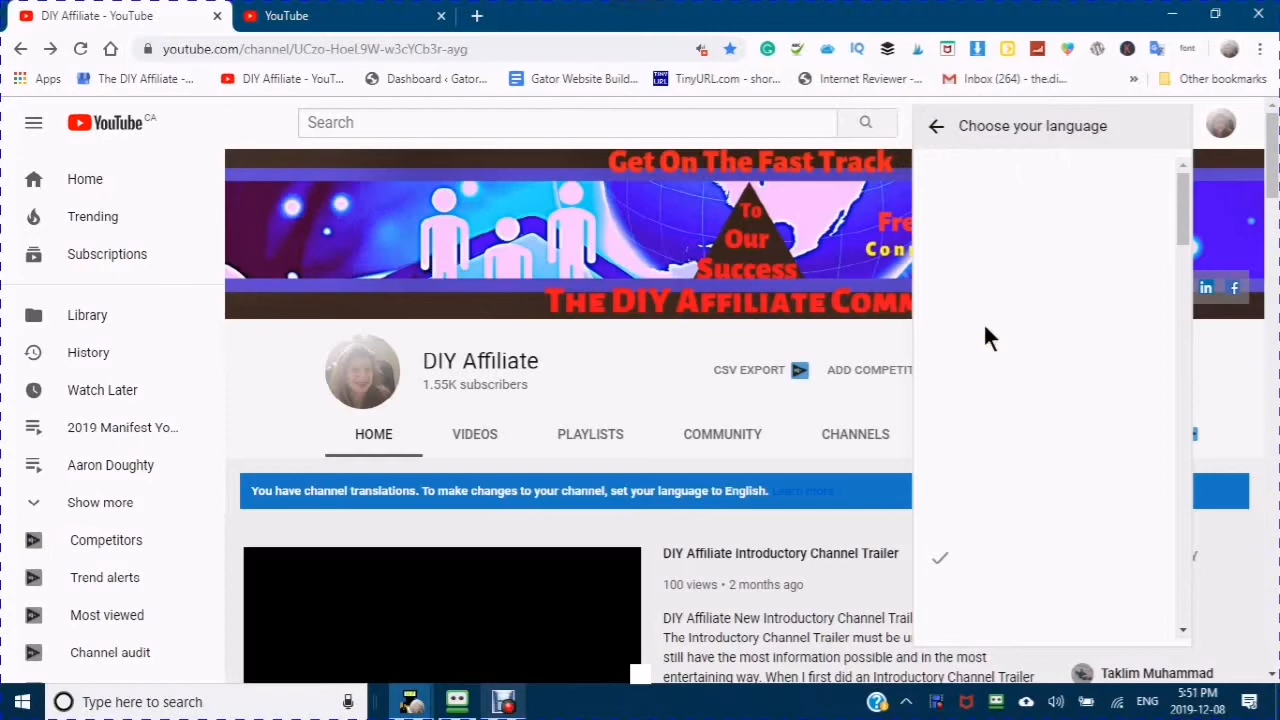 DIY Affiliate - YouTube
YouTube
youtube.com/channel/UCzo-HoeL9W-w3cYCb3r-ayg
font
Apps
The DIY Affiliate -...
DIY Affiliate - YouT...
Dashboard ‹ Gator...
Gator Website Build...
TinyURL.com - shor...
Internet Reviewer -...
Inbox (264) - the.di...
»
Other bookmarks
YouTube CA
Search
Choose your language
Home
Trending
Subscriptions
Library
History
Watch Later
2019 Manifest Yo...
Aaron Doughty
Show more
Competitors
Trend alerts
Most viewed
Channel audit
Get On The Fast Track
To
Our
Success
Fre
Con
The DIY Affiliate Comm
in
f
DIY Affiliate
1.55K subscribers
CSV EXPORT
ADD COMPETIT
HOME
VIDEOS
PLAYLISTS
COMMUNITY
CHANNELS
You have channel translations. To make changes to your channel, set your language to English. Learn more
DIY Affiliate Introductory Channel Trailer
100 views • 2 months ago
DIY Affiliate New Introductory Channel Trail
The Introductory Channel Trailer must be u
still have the most information possible and in the most
entertaining way. When I first did an Introductory Channel Trailer
Taklim Muhammad
Type here to search
ENG
5:51 PM
2019-12-08